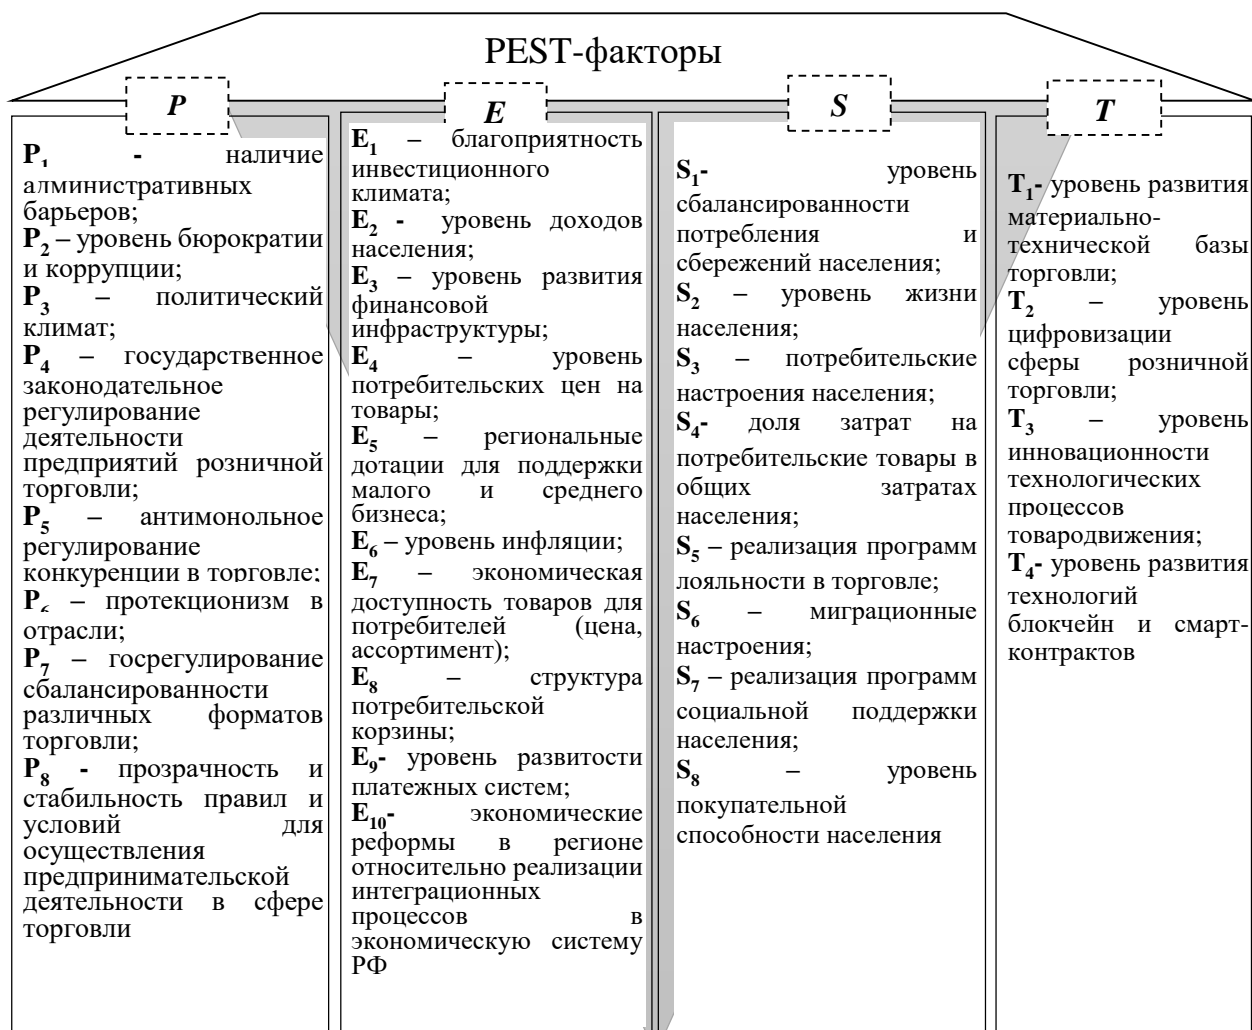 PEST-факторы
P
P1 - наличие
административных
барьеров;
P2 – уровень бюрократии
и коррупции;
P3 – политический
климат;
P4 – государственное
законодательное
регулирование
деятельности
предприятий розничной
торговли;
P5 – антимонольное
регулирование
конкуренции в торговле;
P6 – протекционизм в
отрасли;
P7 – госрегулирование
сбалансированности
различных форматов
торговли;
P8 - прозрачность и
стабильность правил и
условий для
осуществления
предпринимательской
деятельности в сфере
торговли
E
E1 – благоприятность
инвестиционного
климата;
E2 - уровень доходов
населения;
E3 – уровень развития
финансовой
инфраструктуры;
E4 – уровень
потребительских цен на
товары;
E5 – региональные
дотации для поддержки
малого и среднего
бизнеса;
E6 – уровень инфляции;
E7 – экономическая
доступность товаров для
потребителей (цена,
ассортимент);
E8 – структура
потребительской
корзины;
E9- уровень развитости
платежных систем;
E10- экономические
реформы в регионе
относительно реализации
интеграционных
процессов в
экономическую систему
РФ
S
S1- уровень
сбалансированности
потребления и
сбережений населения;
S2 – уровень жизни
населения;
S3 – потребительские
настроения населения;
S4- доля затрат на
потребительские товары в
общих затратах
населения;
S5 – реализация программ
лояльности в торговле;
S6 – миграционные
настроения;
S7 – реализация программ
социальной поддержки
населения;
S8 – уровень
покупательной
способности населения
T
T1- уровень развития
материально-
технической базы
торговли;
T2 – уровень
цифровизации
сферы розничной
торговли;
T3 – уровень
инновационности
технологических
процессов
товародвижения;
T4- уровень развития
технологий
блокчейн и смарт-
контрактов